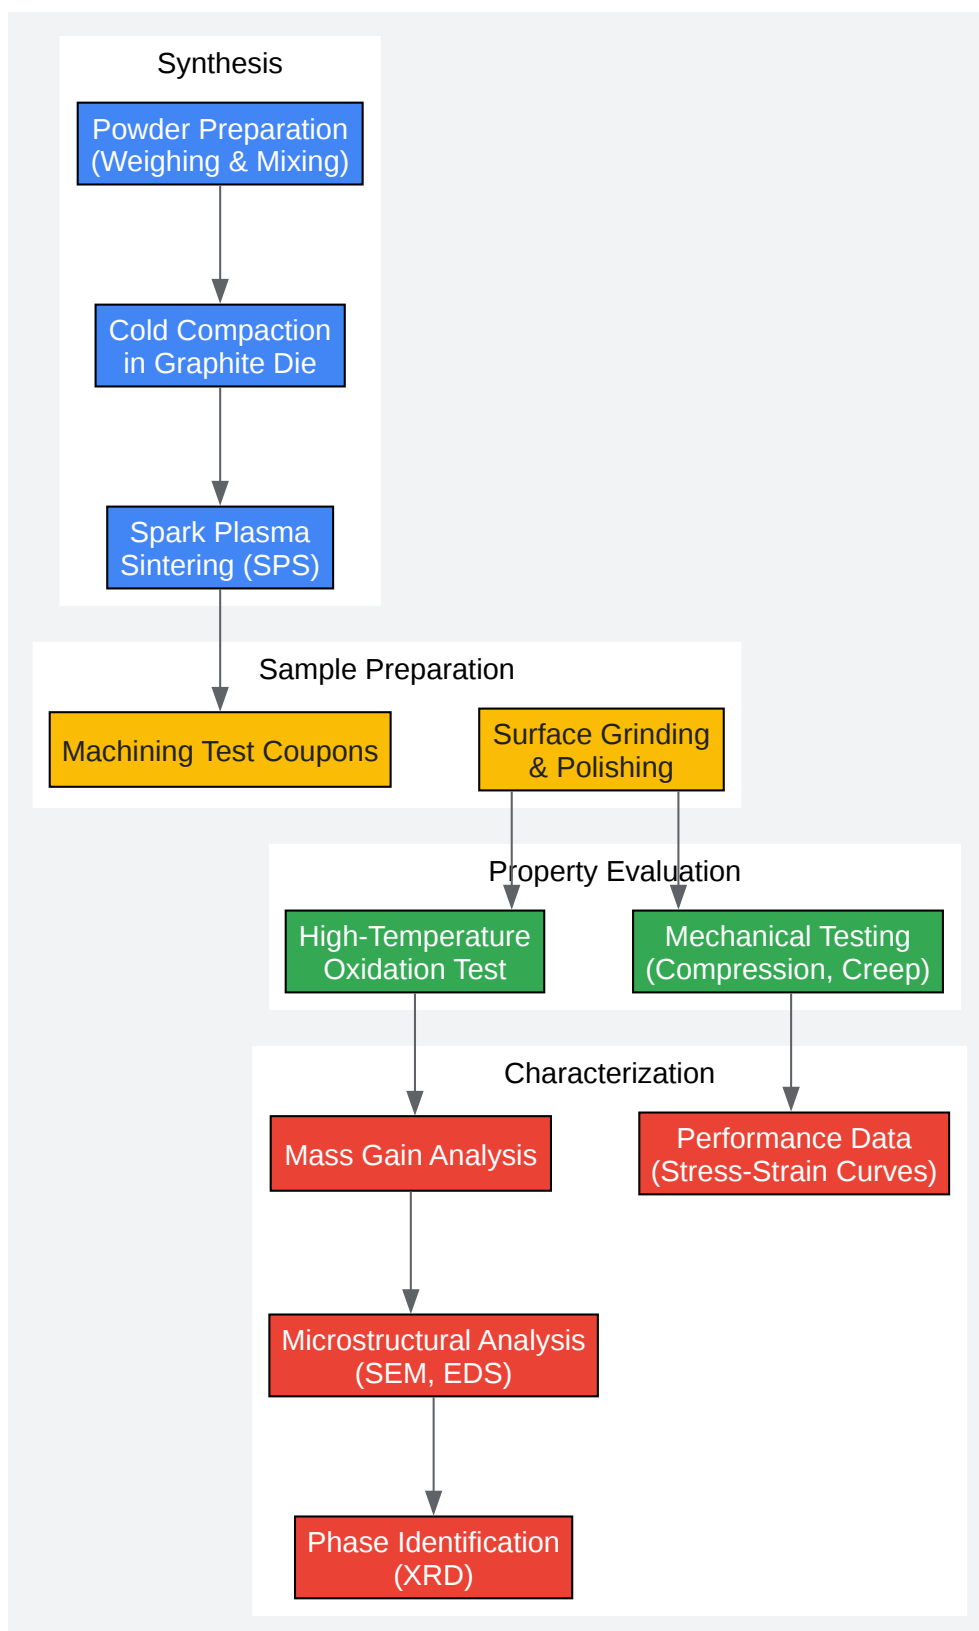 Synthesis
Powder Preparation
(Weighing & Mixing)
Cold Compaction
in Graphite Die
Spark Plasma
Sintering (SPS)
Sample Preparation
Machining Test Coupons
Surface Grinding
& Polishing
Property Evaluation
High-Temperature
Oxidation Test
Mechanical Testing
(Compression, Creep)
Characterization
Mass Gain Analysis
Performance Data
(Stress-Strain Curves)
Microstructural Analysis
(SEM, EDS)
Phase Identification
(XRD)